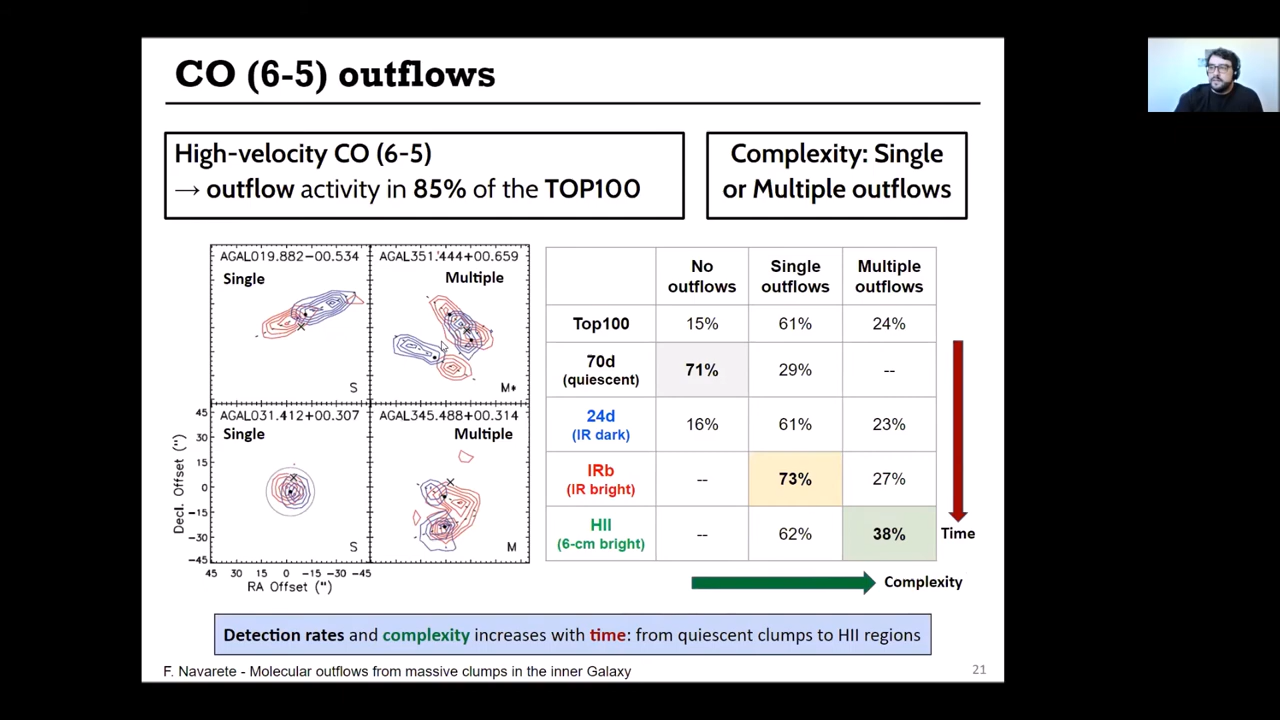 CO (6-5) outflows
High-velocity CO (6-5)
→ outflow activity in 85% of the TOP100
Complexity: Single
or Multiple outflows
AGAL019.882−00.534
Single
S
AGAL351.444+00.659
Multiple
M*
AGAL031.412+00.307
Single
S
AGAL345.488+00.314
Multiple
M
45
30
15
0
−15
−30
−45
Decl. Offset (")
45 30 15 0 −15 −30 −45
RA Offset (")
No outflows Single outflows Multiple outflows
Top100 15% 61% 24%
70d (quiescent) 71% 29% --
24d (IR dark) 16% 61% 23%
IRb (IR bright) -- 73% 27%
HII (6-cm bright) -- 62% 38%
Time
Complexity
Detection rates and complexity increases with time: from quiescent clumps to HII regions
F. Navarete - Molecular outflows from massive clumps in the inner Galaxy
21